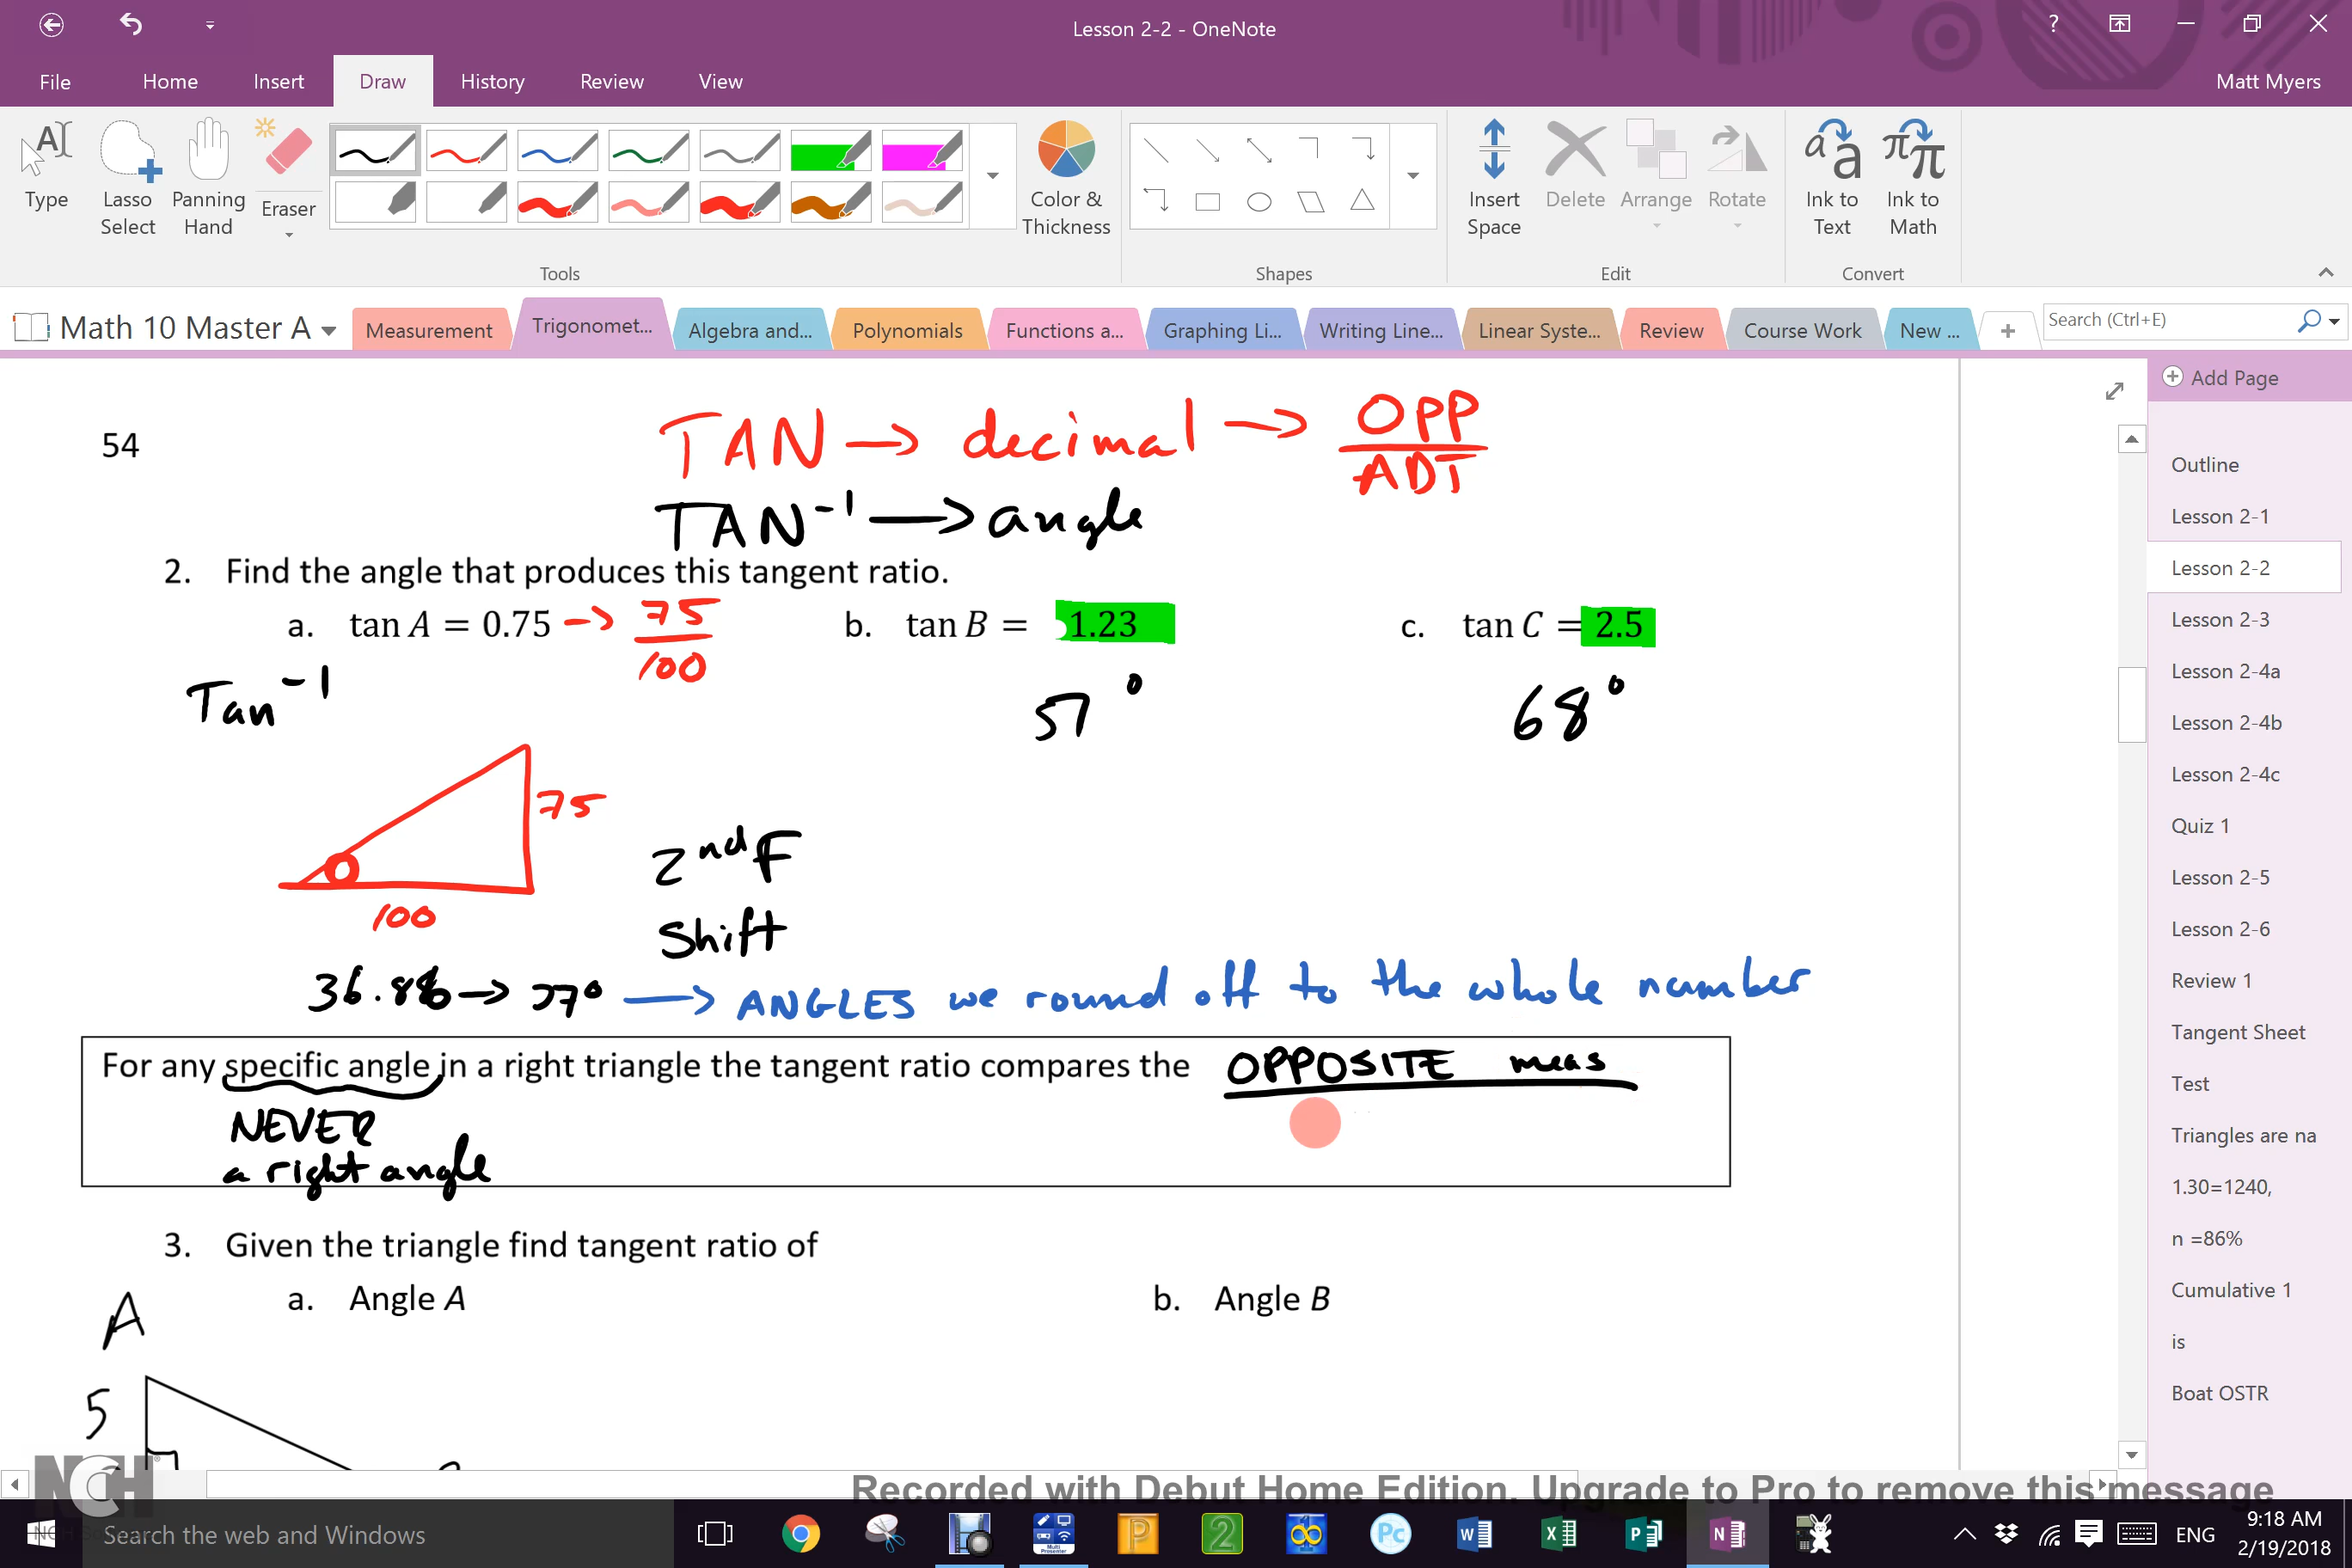 Lesson 2-2 - OneNote
?
File Home Insert Draw History Review View Matt Myers
Type
Lasso Select
Panning Hand
Eraser
Color & Thickness
Insert Space
Delete
Arrange
Rotate
Ink to Text
Ink to Math
Tools Shapes Edit Convert
Math 10 Master A Measurement Trigonomet... Algebra and... Polynomials Functions a... Graphing Li... Writing Line... Linear Syste... Review Course Work New ... + Search (Ctrl+E)
Add Page
Outline
Lesson 2-1
Lesson 2-2
Lesson 2-3
Lesson 2-4a
Lesson 2-4b
Lesson 2-4c
Quiz 1
Lesson 2-5
Lesson 2-6
Review 1
Tangent Sheet
Test
Triangles are na
1.30=1240,
n =86%
Cumulative 1
is
Boat OSTR
54
TAN → decimal → OPP
ADJ
TAN⁻¹ → angle
2. Find the angle that produces this tangent ratio.
a. tan A = 0.75 → 75
100
b. tan B = 1.23
c. tan C = 2.5
Tan⁻¹
51°
68°
75
100
2ndF
Shift
→ ANGLES we round off to the whole number
For any specific angle in a right triangle the tangent ratio compares the OPPOSITE meas
NEVER
a right angle
3. Given the triangle find tangent ratio of
a. Angle A b. Angle B
A
5
NCH
Recorded with Debut Home Edition. Upgrade to Pro to remove this message
Search the web and Windows
ENG
9:18 AM
2/19/2018